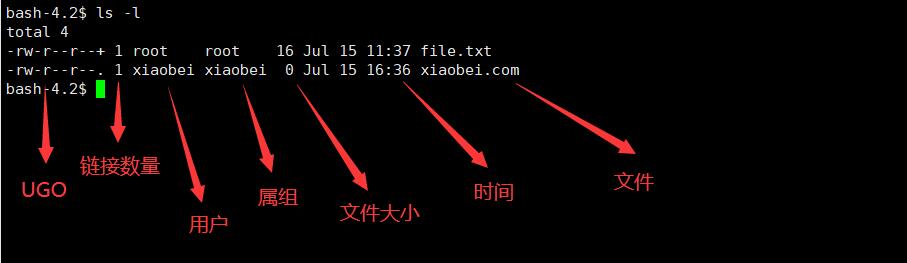 bash-4.2$ ls -l
total 4
-rw-r--r--+ 1 root    root    16 Jul 15 11:37 file.txt
-rw-r--r--. 1 xiaobei xiaobei  0 Jul 15 16:36 xiaobei.com
bash-4.2$
UGO
链接数量
用户
属组
文件大小
时间
文件